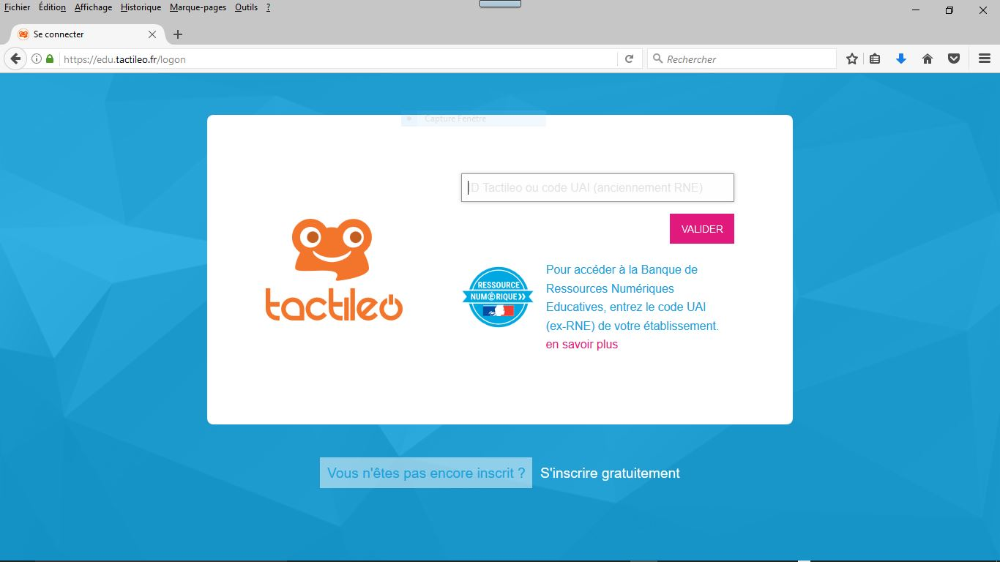 Fichier Édition Affichage Historique Marque-pages Outils ?
Se connecter
https://edu.tactileo.fr/logon
Rechercher
Capture Fenêtre
D Tactileo ou code UAI (anciennement RNE)
VALIDER
tactileo
RESSOURCE
NUMÉRIQUE
Pour accéder à la Banque de
Ressources Numériques
Educatives, entrez le code UAI
(ex-RNE) de votre établissement.
en savoir plus
Vous n'êtes pas encore inscrit ? S'inscrire gratuitement